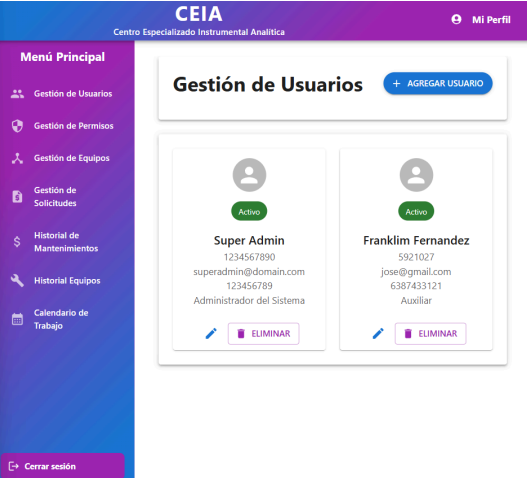 CEIA
Centro Especializado Instrumental Analítica
Mi Perfil
Menú Principal
Gestión de Usuarios
Gestión de Permisos
Gestión de Equipos
Gestión de
Solicitudes
Historial de
Mantenimientos
Historial Equipos
Calendario de
Trabajo
Cerrar sesión
Gestión de Usuarios
+ AGREGAR USUARIO
Activo
Super Admin
1234567890
superadmin@domain.com
123456789
Administrador del Sistema
ELIMINAR
Activo
Franklim Fernandez
5921027
jose@gmail.com
6387433121
Auxiliar
ELIMINAR